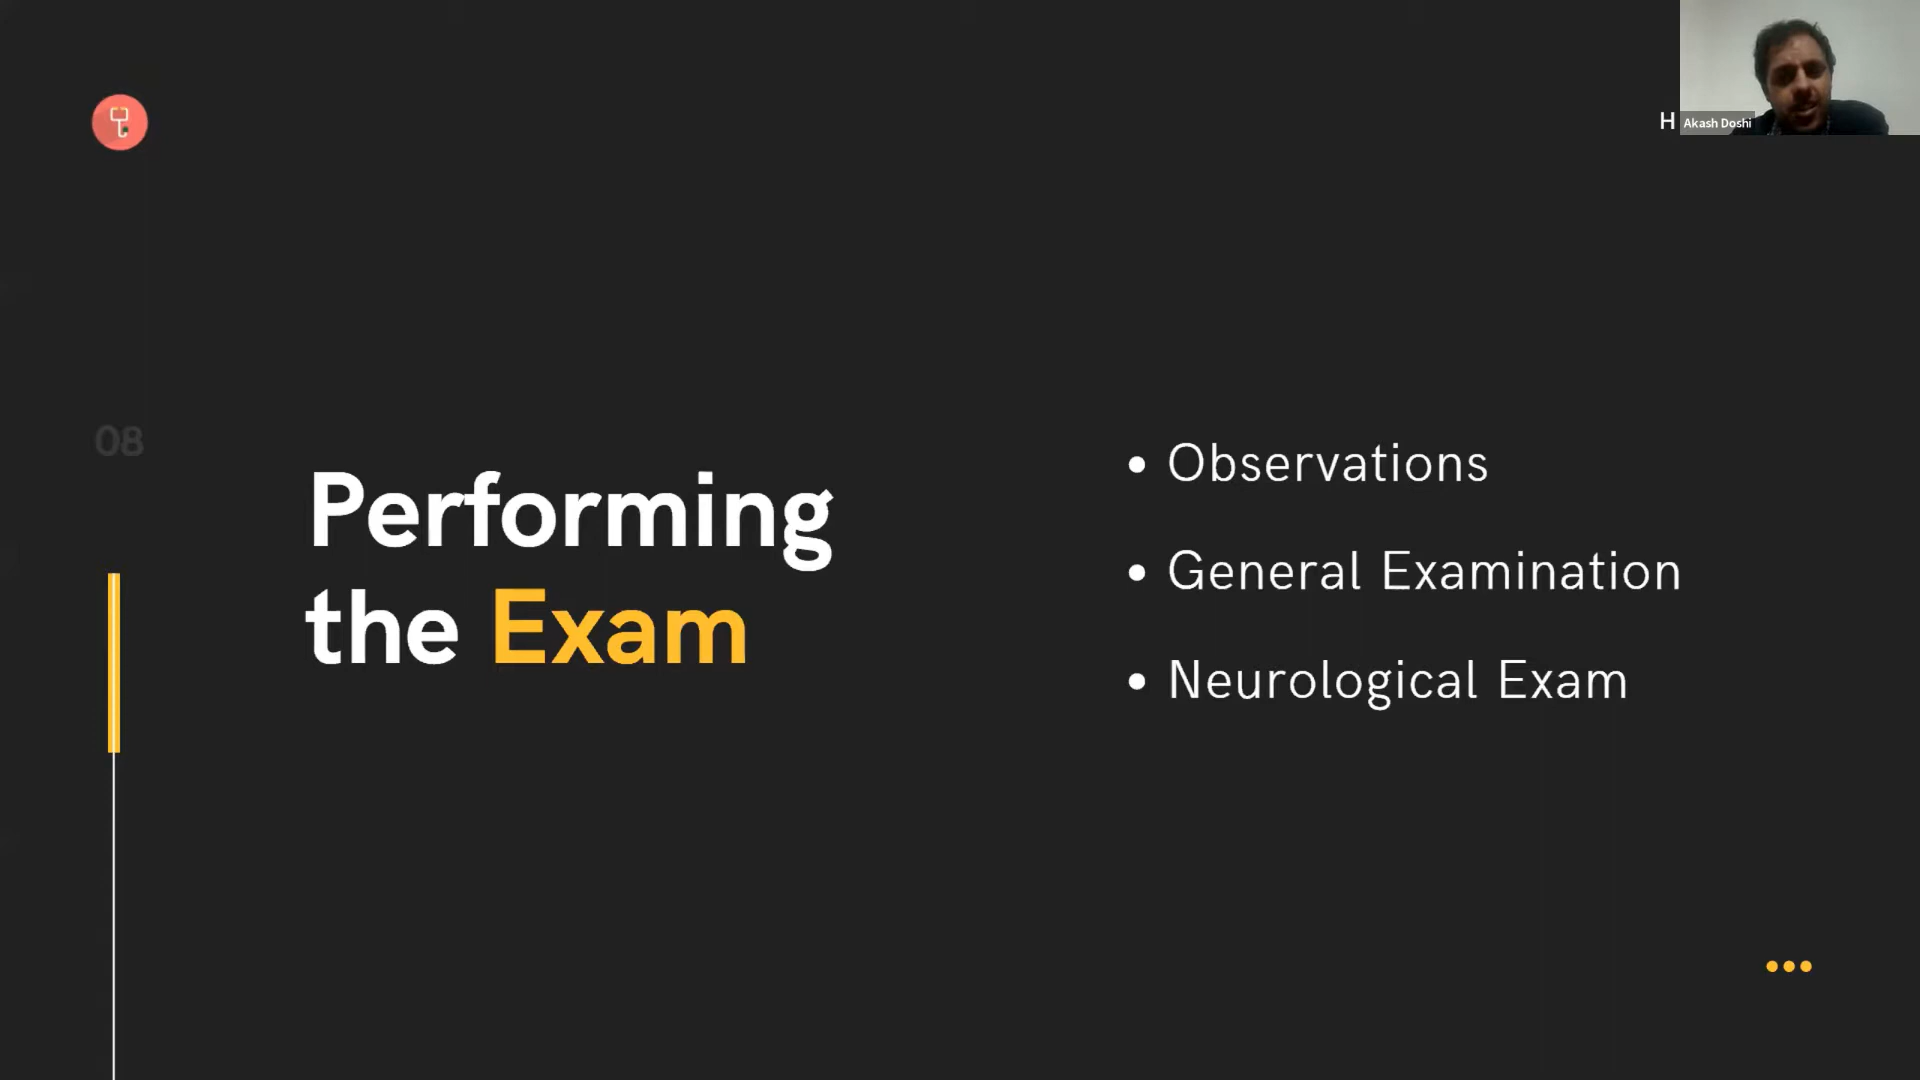 H
Akash Doshi
08
Performing
the Exam
• Observations
• General Examination
• Neurological Exam